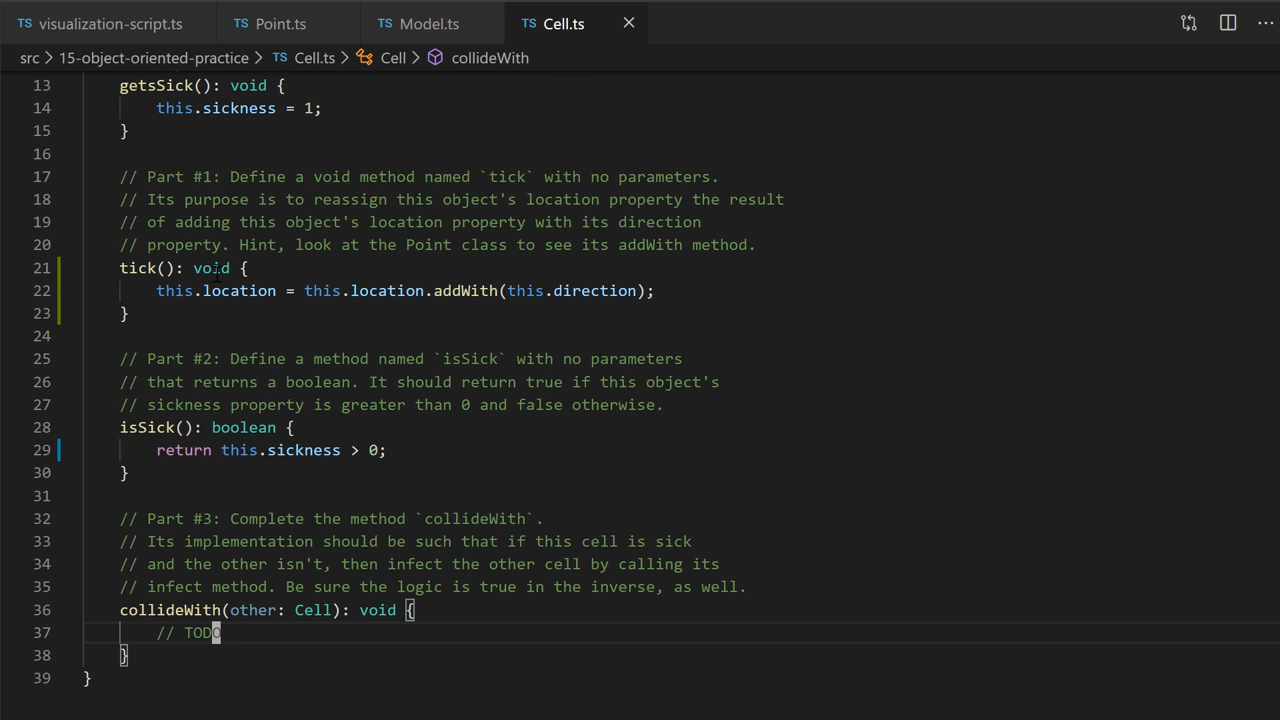 TS visualization-script.ts TS Point.ts TS Model.ts TS Cell.ts
src > 15-object-oriented-practice > TS Cell.ts > Cell > collideWith
13 getsSick(): void {
14 this.sickness = 1;
15 }
16
17 // Part #1: Define a void method named `tick` with no parameters.
18 // Its purpose is to reassign this object's location property the result
19 // of adding this object's location property with its direction
20 // property. Hint, look at the Point class to see its addWith method.
21 tick(): void {
22 this.location = this.location.addWith(this.direction);
23 }
24
25 // Part #2: Define a method named `isSick` with no parameters
26 // that returns a boolean. It should return true if this object's
27 // sickness property is greater than 0 and false otherwise.
28 isSick(): boolean {
29 return this.sickness > 0;
30 }
31
32 // Part #3: Complete the method `collideWith`.
33 // Its implementation should be such that if this cell is sick
34 // and the other isn't, then infect the other cell by calling its
35 // infect method. Be sure the logic is true in the inverse, as well.
36 collideWith(other: Cell): void {
37 // TODO
38 }
39 }